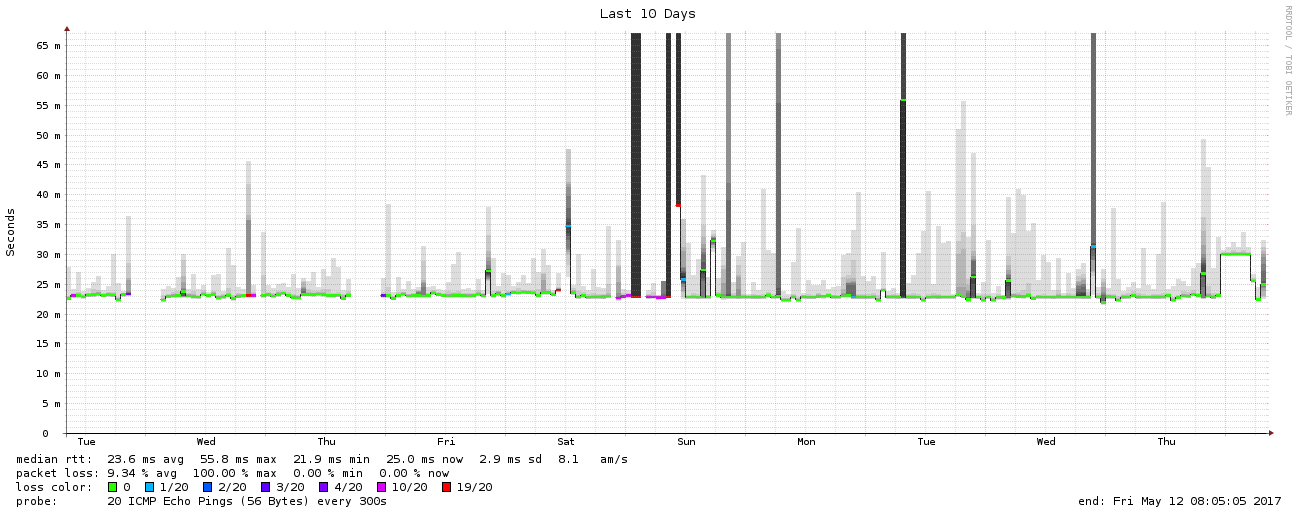 Last 10 Days
RRDTOOL / TOBI OETIKER
Seconds
65 m
60 m
55 m
50 m
45 m
40 m
35 m
30 m
25 m
20 m
15 m
10 m
5 m
0
Tue Wed Thu Fri Sat Sun Mon Tue Wed Thu
median rtt: 23.6 ms avg 55.8 ms max 21.9 ms min 25.0 ms now 2.9 ms sd 8.1 am/s
packet loss: 9.34 % avg 100.00 % max 0.00 % min 0.00 % now
loss color: 0 1/20 2/20 3/20 4/20 10/20 19/20
probe: 20 ICMP Echo Pings (56 Bytes) every 300s end: Fri May 12 08:05:05 2017